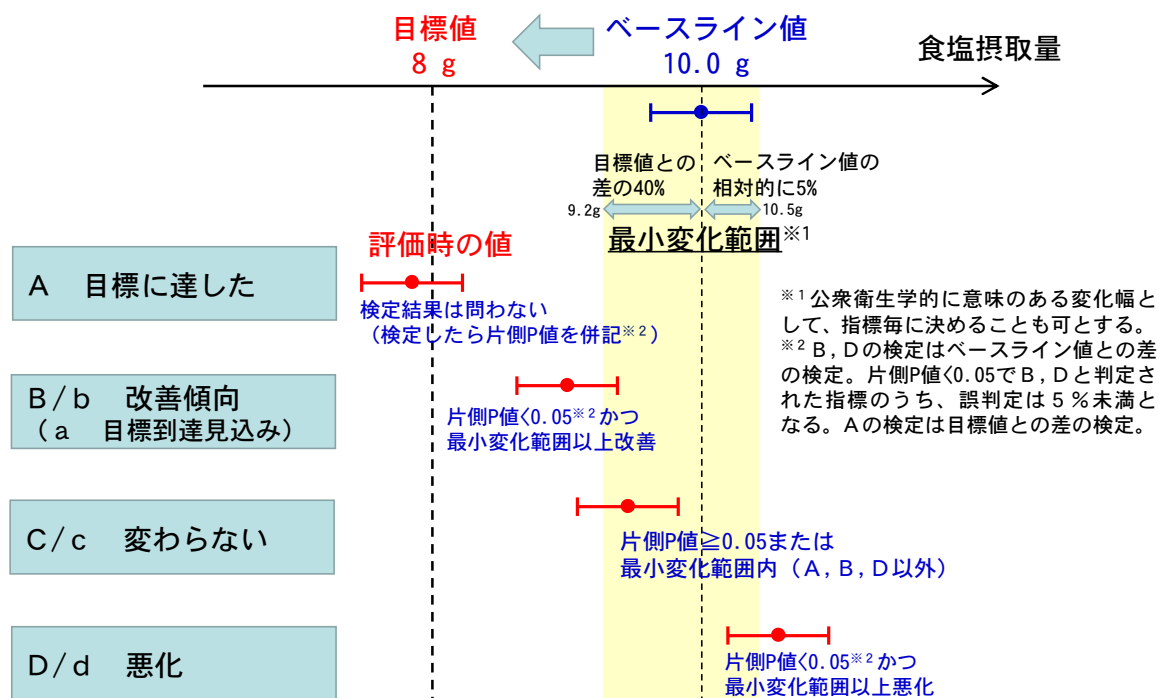 目標値
8 g
ベースライン値
10.0 g
食塩摂取量
目標値との
差の40%
ベースライン値の
相対的に5%
9.2g
10.5g
最小変化範囲※1
評価時の値
A 目標に達した
検定結果は問わない
（検定したら片側P値を併記※2）
※1公衆衛生学的に意味のある変化幅と
して、指標毎に決めることも可とする。
※2B,Dの検定はベースライン値との差
の検定。片側P値<0.05でB,Dと判定さ
れた指標のうち、誤判定は5%未満と
なる。Aの検定は目標値との差の検定。
B/b 改善傾向
(a 目標到達見込み)
片側P値<0.05※2かつ
最小変化範囲以上改善
C/c 変わらない
片側P値≧0.05または
最小変化範囲内（A,B,D以外）
D/d 悪化
片側P値<0.05※2かつ
最小変化範囲以上悪化